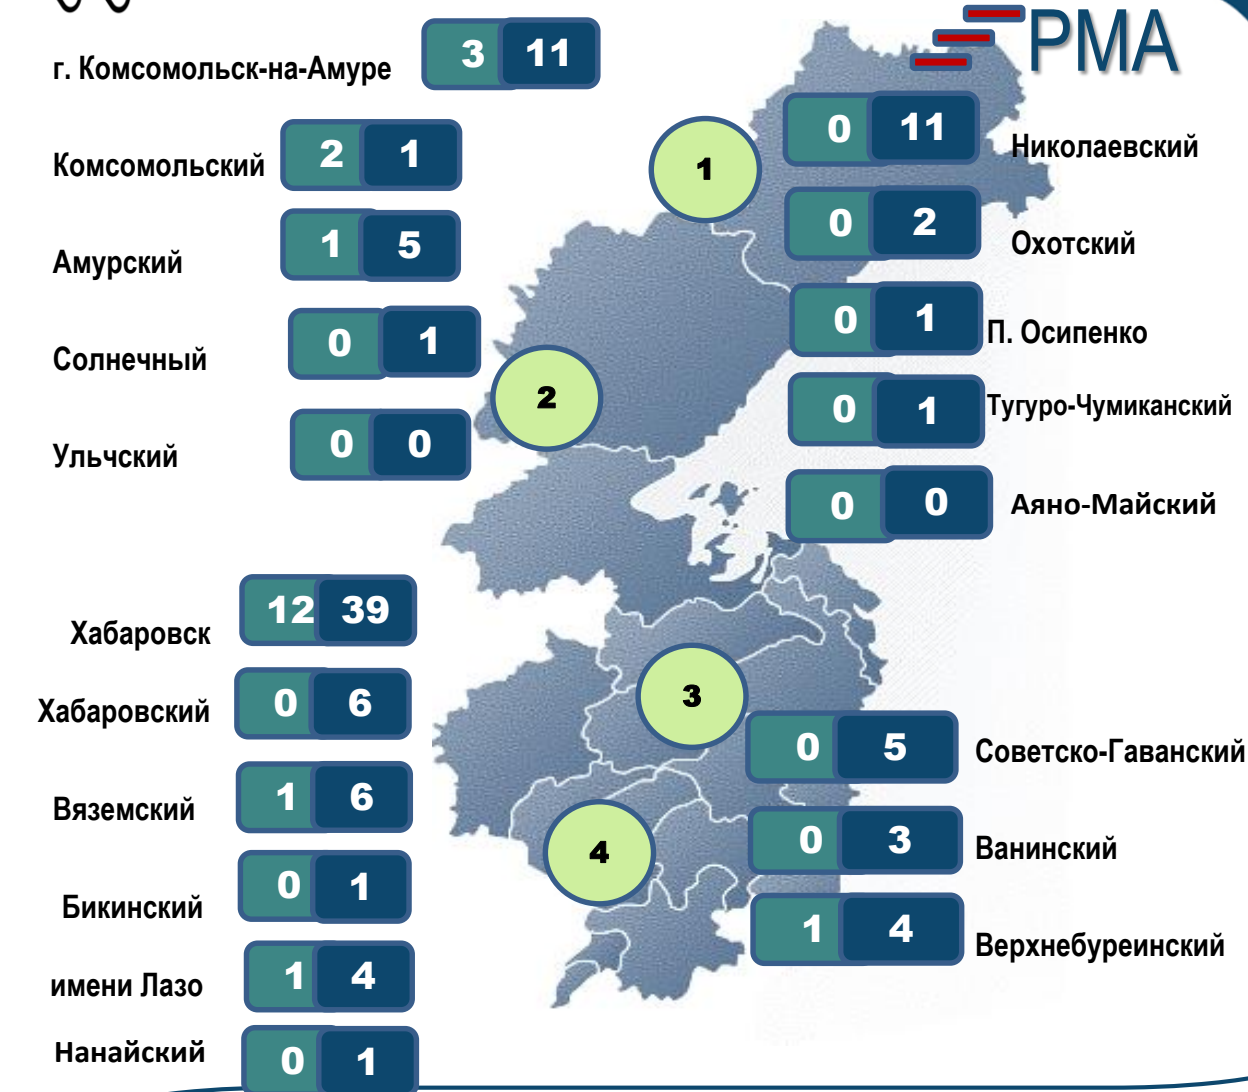 РМА
г. Комсомольск-на-Амуре 3 11
Комсомольский 2 1
Амурский 1 5
Солнечный 0 1
Ульчский 0 0
1
0 11 Николаевский
0 2 Охотский
0 1 П. Осипенко
0 1 Тугуро-Чумиканский
0 0 Аяно-Майский
2
Хабаровск 12 39
Хабаровский 0 6
Вяземский 1 6
Бикинский 0 1
имени Лазо 1 4
Нанайский 0 1
3
0 5 Советско-Гаванский
0 3 Ванинский
1 4 Верхнебуреинский
4